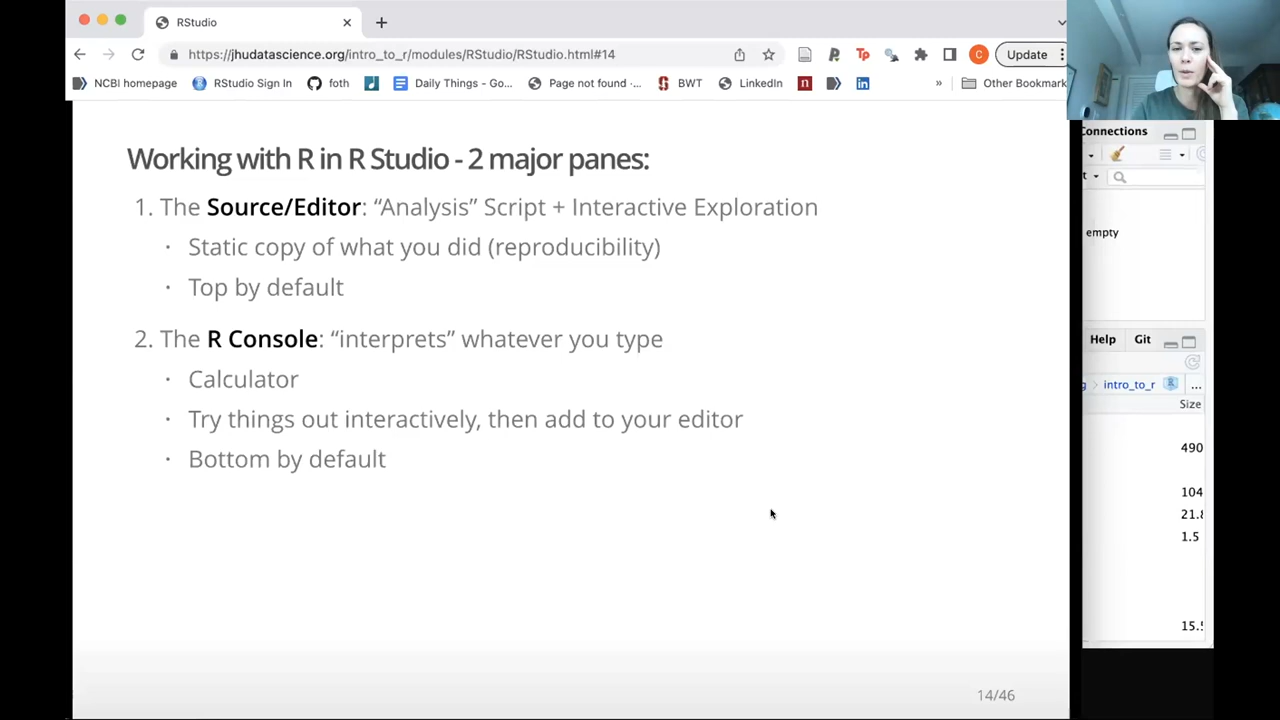 RStudio
https://jhudatascience.org/intro_to_r/modules/RStudio/RStudio.html#14
Update
NCBI homepage
RStudio Sign In
foth
Daily Things - Go...
Page not found ·...
BWT
LinkedIn
»
Other Bookmark
Working with R in R Studio - 2 major panes:
1. The Source/Editor: “Analysis” Script + Interactive Exploration
· Static copy of what you did (reproducibility)
· Top by default
2. The R Console: “interprets” whatever you type
· Calculator
· Try things out interactively, then add to your editor
· Bottom by default
14/46
Connections
empty
Help Git
intro_to_r
...
Size
490
104
21.8
1.5
15.5